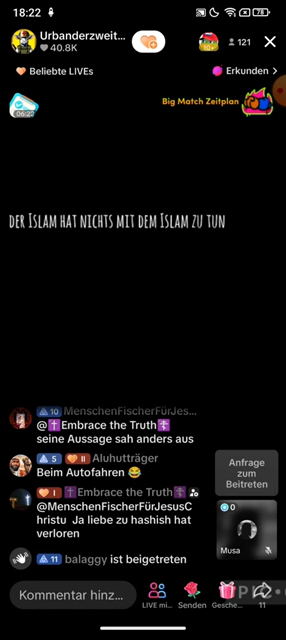 18:22
78
Urbanderzweit...
40.8K
121
Beliebte LIVEs
Erkunden >
06:22
Big Match Zeitplan
der Islam hat nichts mit dem Islam zu tun
10 MenschenFischerFürJes...
@✝️Embrace the Truth☦️
seine Aussage sah anders aus
5 II Aluhutträger
Beim Autofahren 😂
I ✝️Embrace the Truth☦️
@MenschenFischerFürJesusC
hristu Ja liebe zu hashish hat
verloren
11 balaggy ist beigetreten
Anfrage
zum
Beitreten
0
Musa
Kommentar hinz...
LIVE mi...
Senden
Gesche...
11